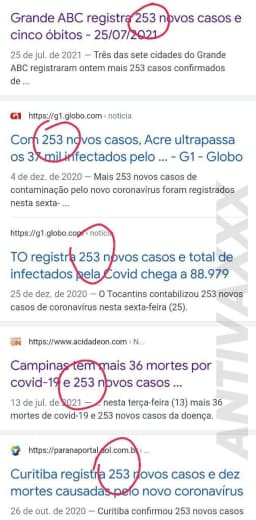 Grande ABC registra 253 novos casos e
cinco óbitos - 25/07/2021
25 de jul. de 2021 — Três das sete cidades do Grande
ABC registraram ontem mais 253 casos confirmados
de ...
G1 https://g1.globo.com › noticia
Com 253 novos casos, Acre ultrapassa
os 37 mil infectados pelo ... - G1 - Globo
4 de dez. de 2020 — Mais 253 novos casos de
contaminação pelo novo coronavírus foram registrados
nesta sexta- ...
https://g1.globo.com › noticia
TO registra 253 novos casos e total de
infectados pela Covid chega a 88.979
25 de dez. de 2020 — O Tocantins contabilizou 253 novos
casos de coronavírus nesta sexta-feira (25).
https://www.acidadeon.com › N...
Campinas tem mais 36 mortes por
covid-19 e 253 novos casos ...
13 de jul. de 2021 — ... nesta terça-feira (13) mais 36
mortes de covid-19 e 253 novos casos da doença.
https://paranaportal.uol.com.br › ...
Curitiba registra 253 novos casos e dez
mortes causadas pelo novo coronavírus
26 de out. de 2020 — Curitiba confirmou 253 novos casos
ANTIVAXXX